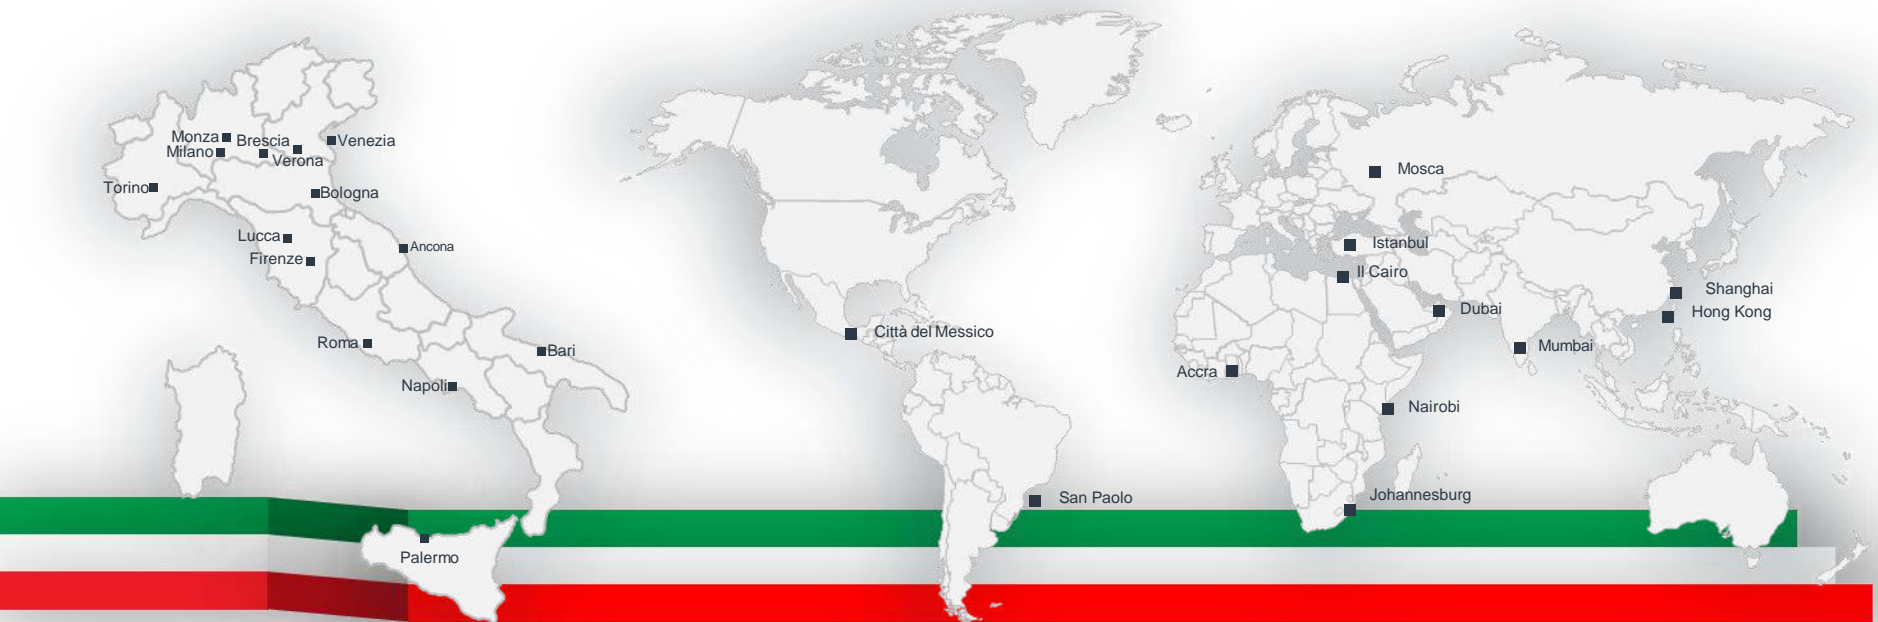 Monza
Brescia
Venezia
Milano
Verona
Torino
Bologna
Lucca
Ancona
Firenze
Roma
Bari
Napoli
Palermo
Mosca
Istanbul
Il Cairo
Shanghai
Dubai
Hong Kong
Città del Messico
Mumbai
Accra
Nairobi
San Paolo
Johannesburg